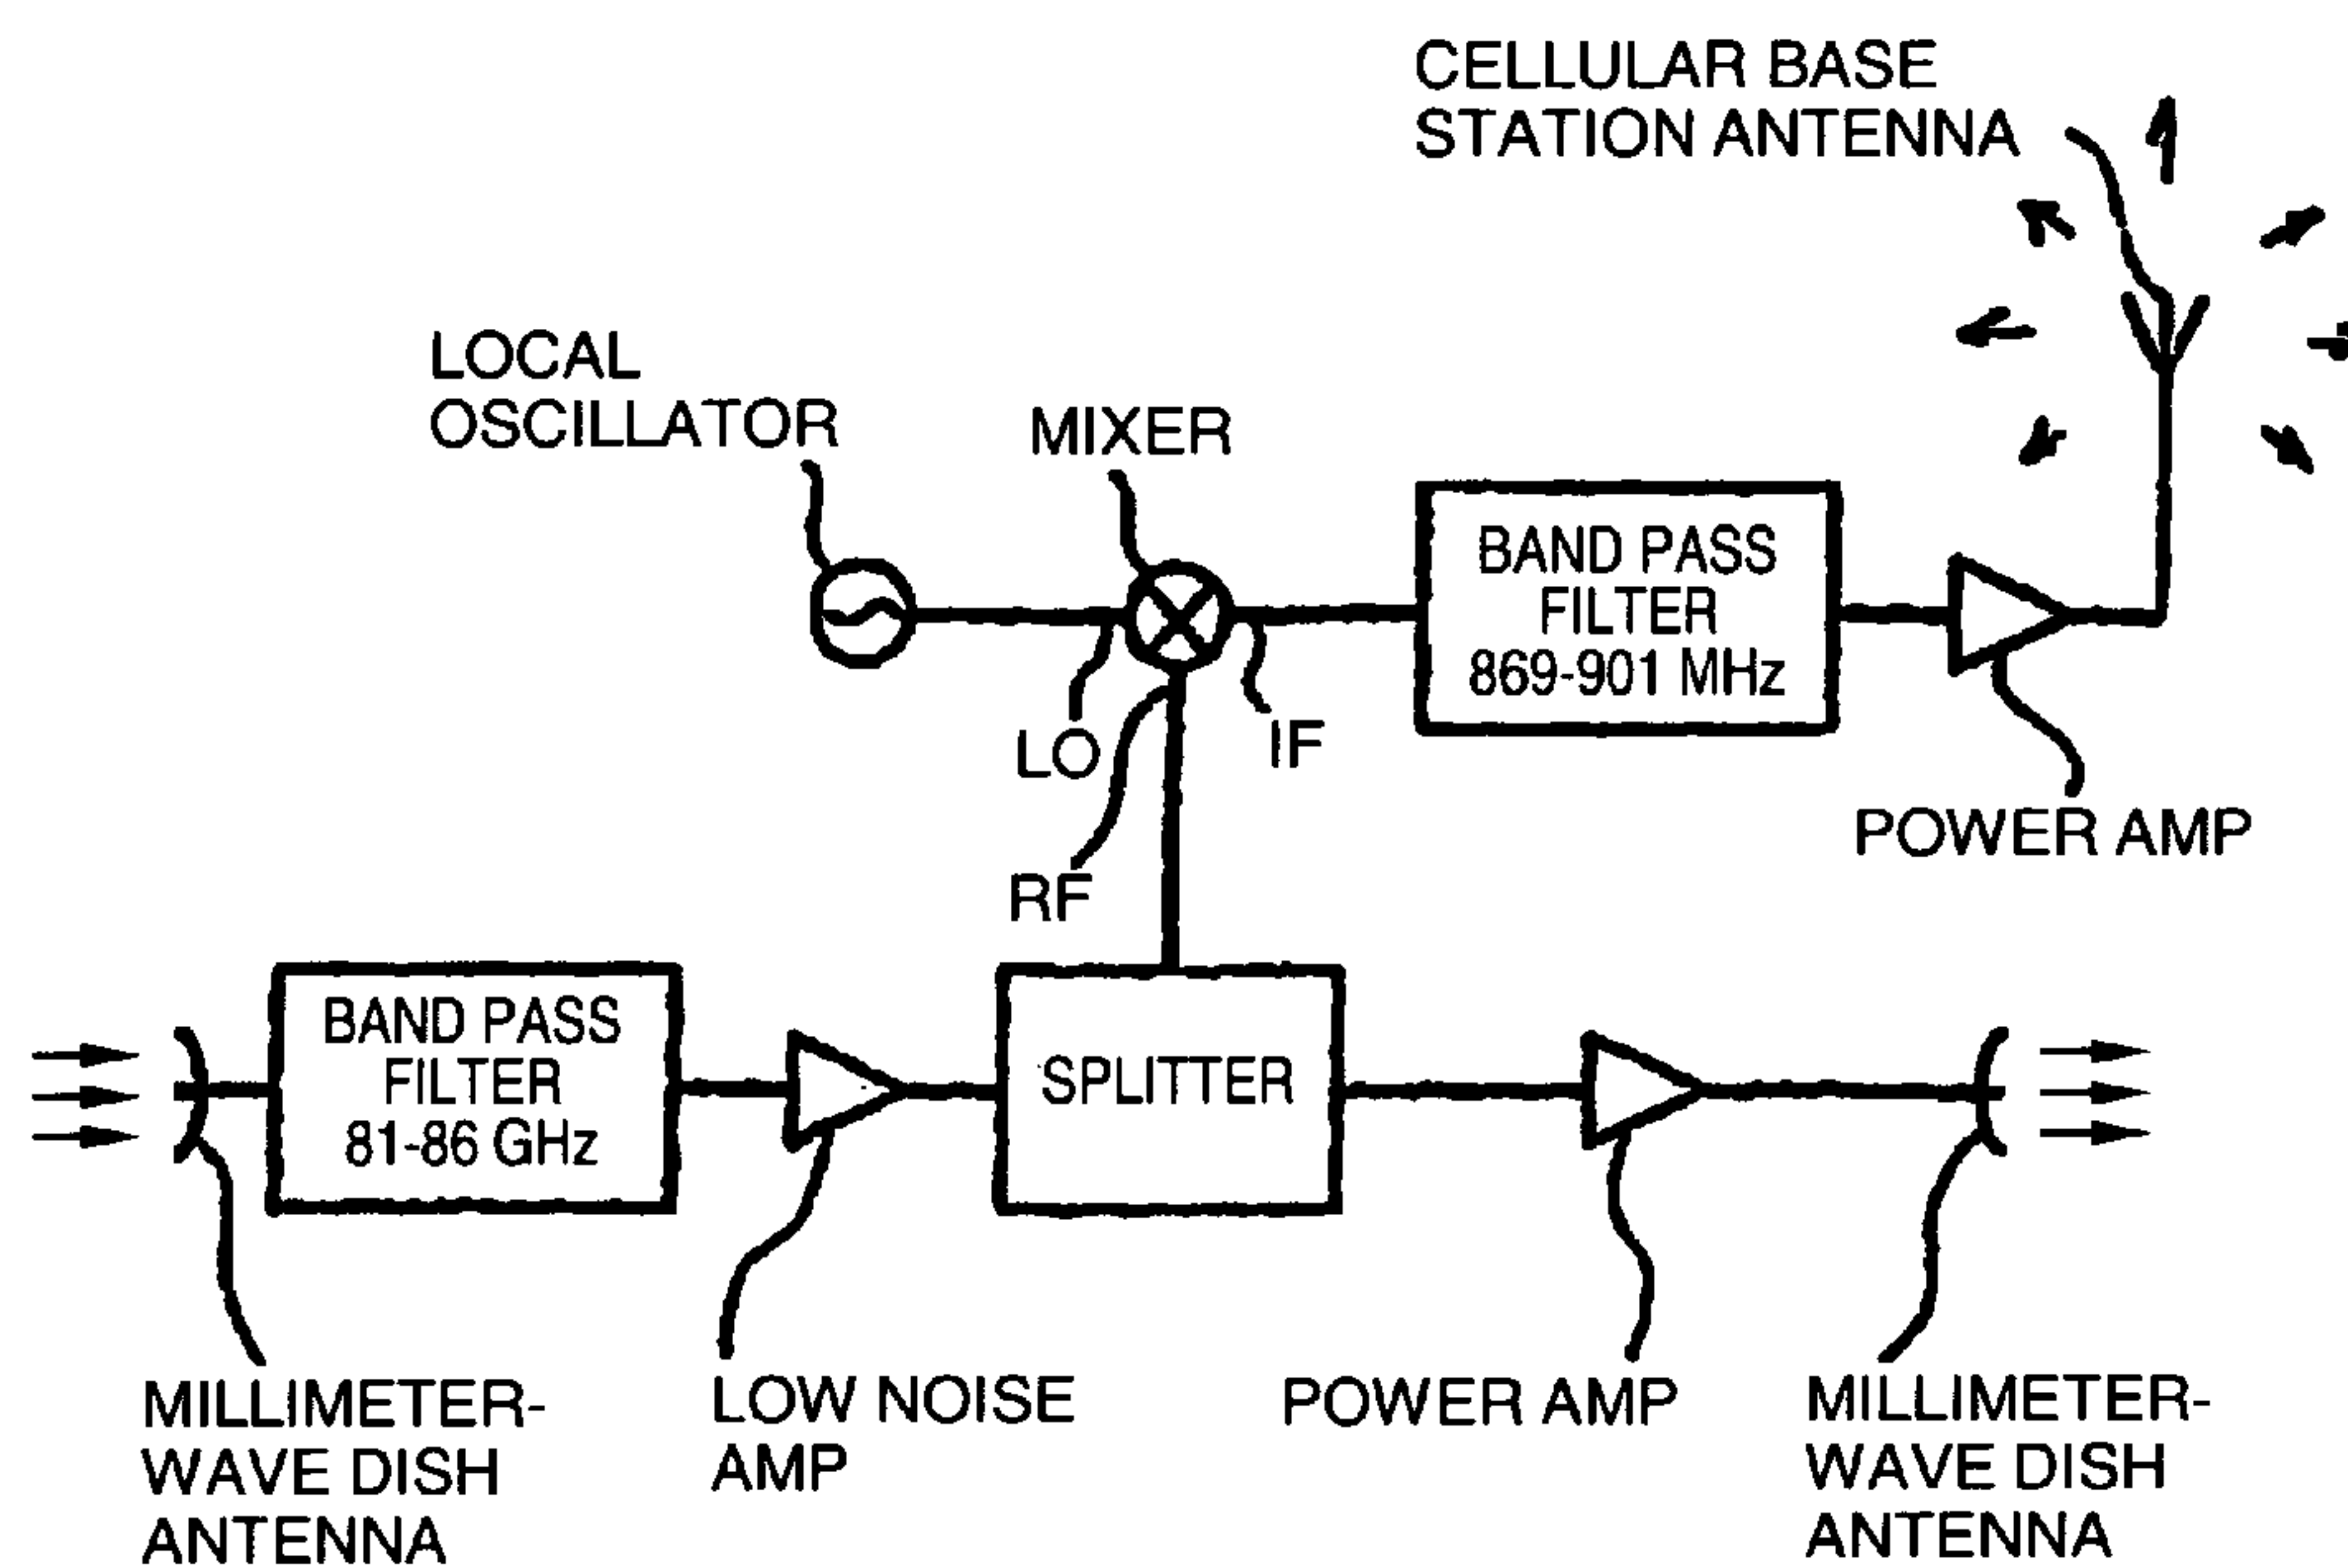 CELLULAR BASE
STATION ANTENNA
LOCAL
OSCILLATOR
MIXER
BAND PASS
FILTER
869-901 MHz
LO
IF
RF
POWER AMP
BAND PASS
FILTER
81-86 GHz
SPLITTER
MILLIMETER-
WAVE DISH
ANTENNA
LOW NOISE
AMP
POWER AMP
MILLIMETER-
WAVE DISH
ANTENNA